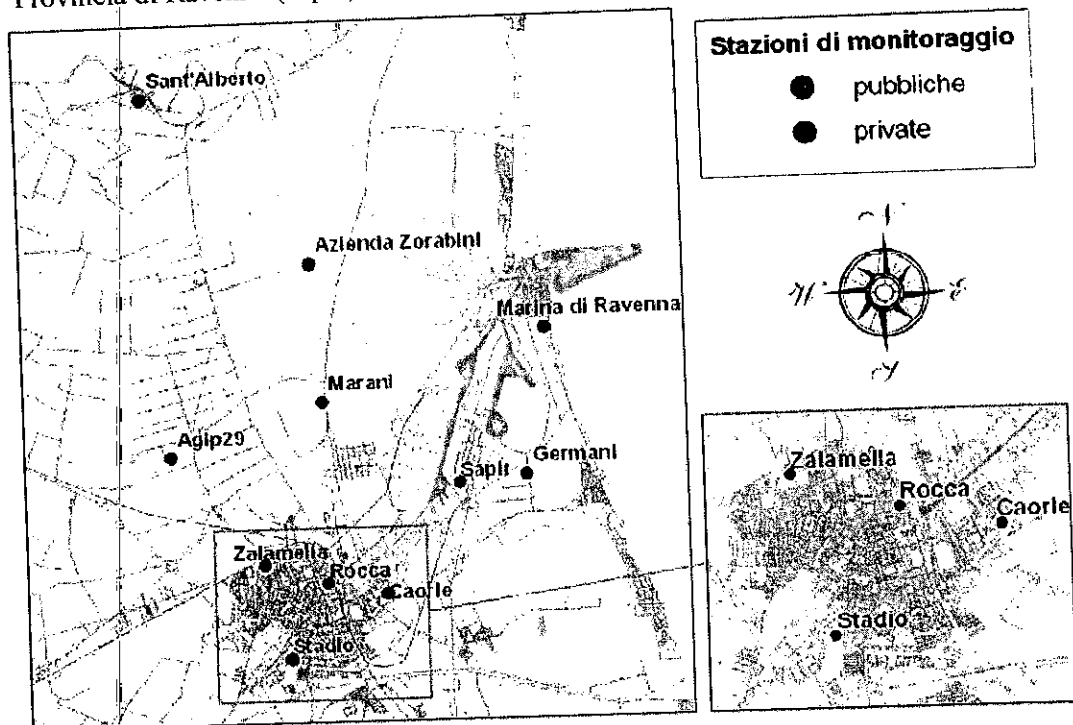 Provincia di
Sant'Alberto
Azienda Zorabini
Marina di Ravenna
Marani
Agip29
Sapir
Germani
Zalamella
Rocca
Caorle
Stadio
Stazioni di monitoraggio
pubbliche
private
Zalamella
Rocca
Caorle
Stadio